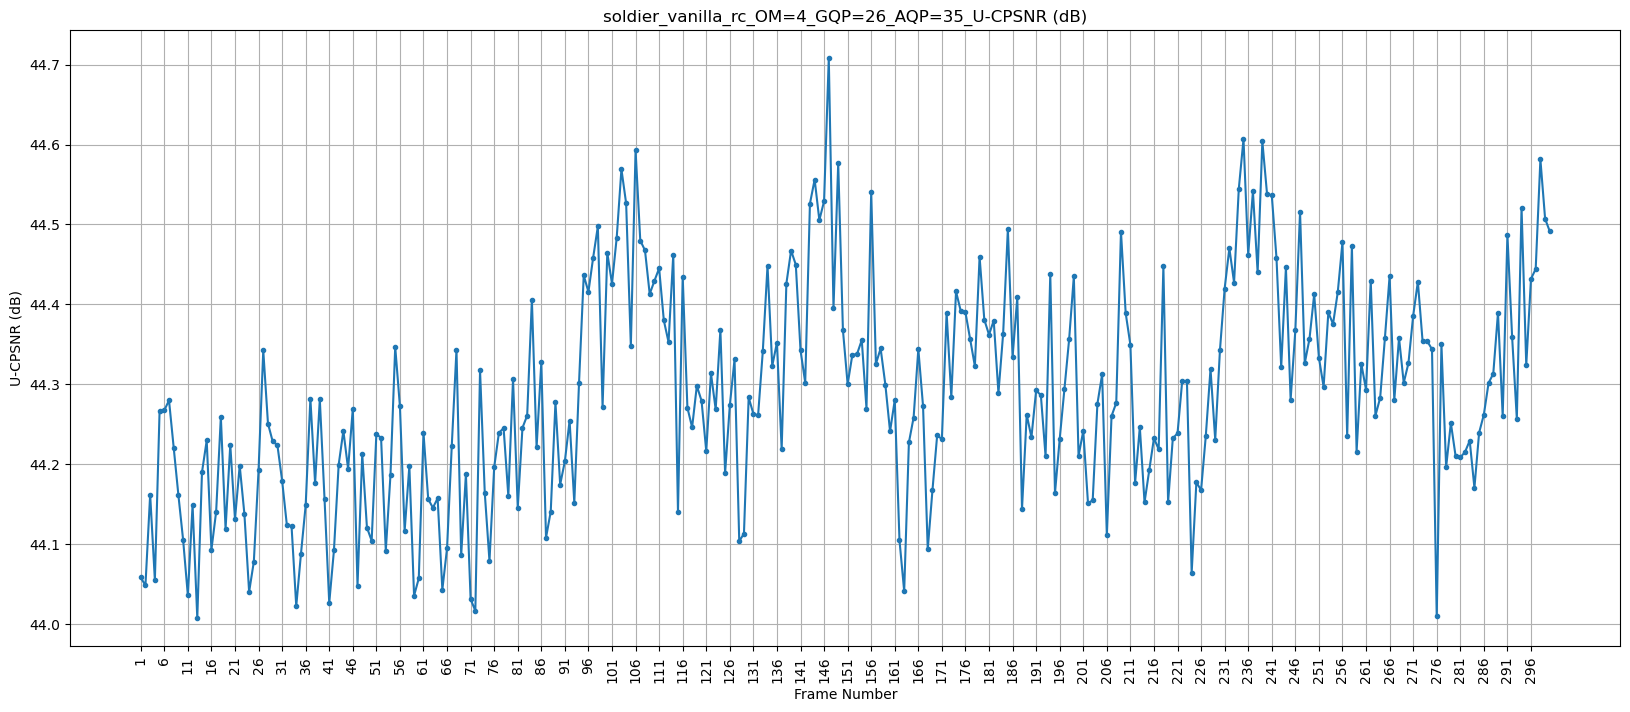 soldier_vanilla_rc_OM=4_GQP=26_AQP=35_U-CPSNR (dB)
44.7
44.6
44.5
44.4
44.3
44.2
44.1
44.0
U-CPSNR (dB)
1 6 11 16 21 26 31 36 41 46 51 56 61 66 71 76 81 86 91 96 101 106 111 116 121 126 131 136 141 146 151 156 161 166 171 176 181 186 191 196 201 206 211 216 221 226 231 236 241 246 251 256 261 266 271 276 281 286 291 296
Frame Number